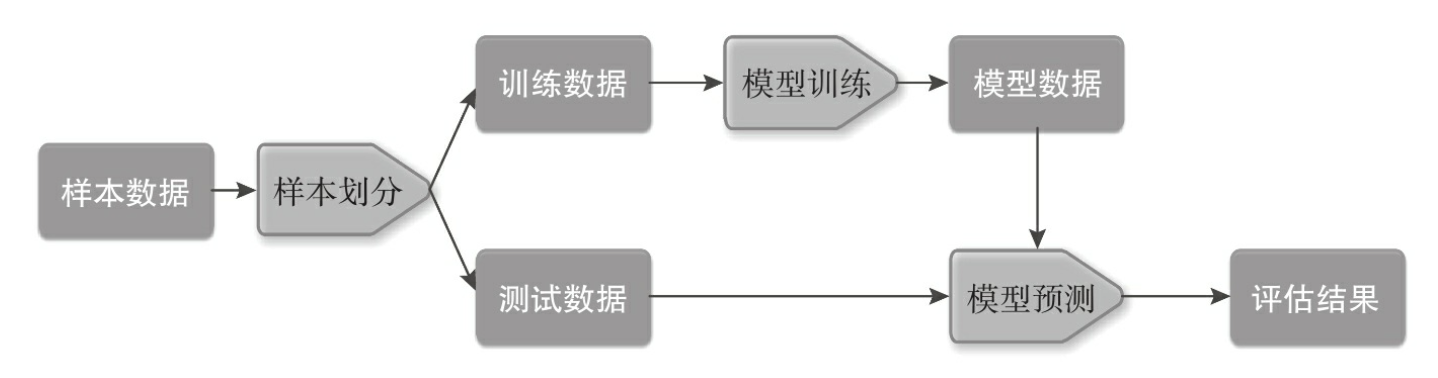 训练数据
模型训练
模型数据
样本数据
样本划分
测试数据
模型预测
评估结果